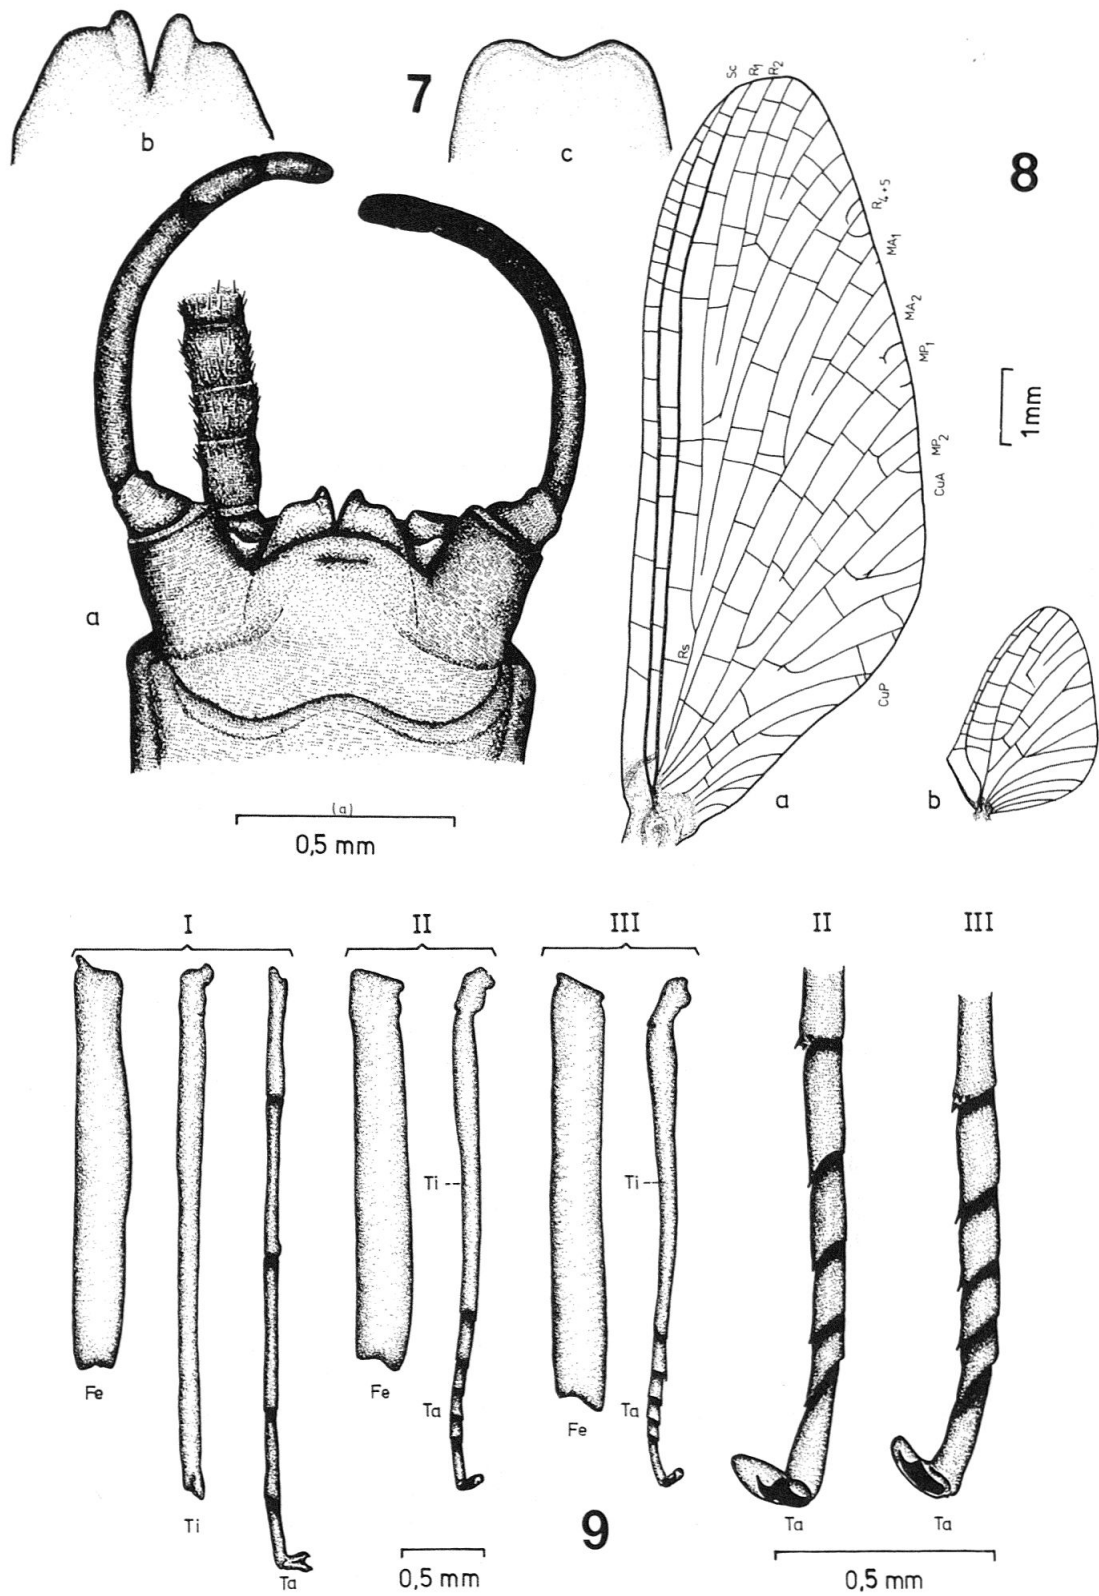 7
b
c
8
Sc
R1
R2
R4+5
MA1
MA2
MP1
MP2
CuA
CuP
Rs
1mm
a
a
b
(a)
0,5 mm
I
II
III
II
III
Ti
Ti
Fe
Fe
Ta
Fe
Ta
Ti
Ta
Ta
Ta
9
0,5 mm
0,5 mm